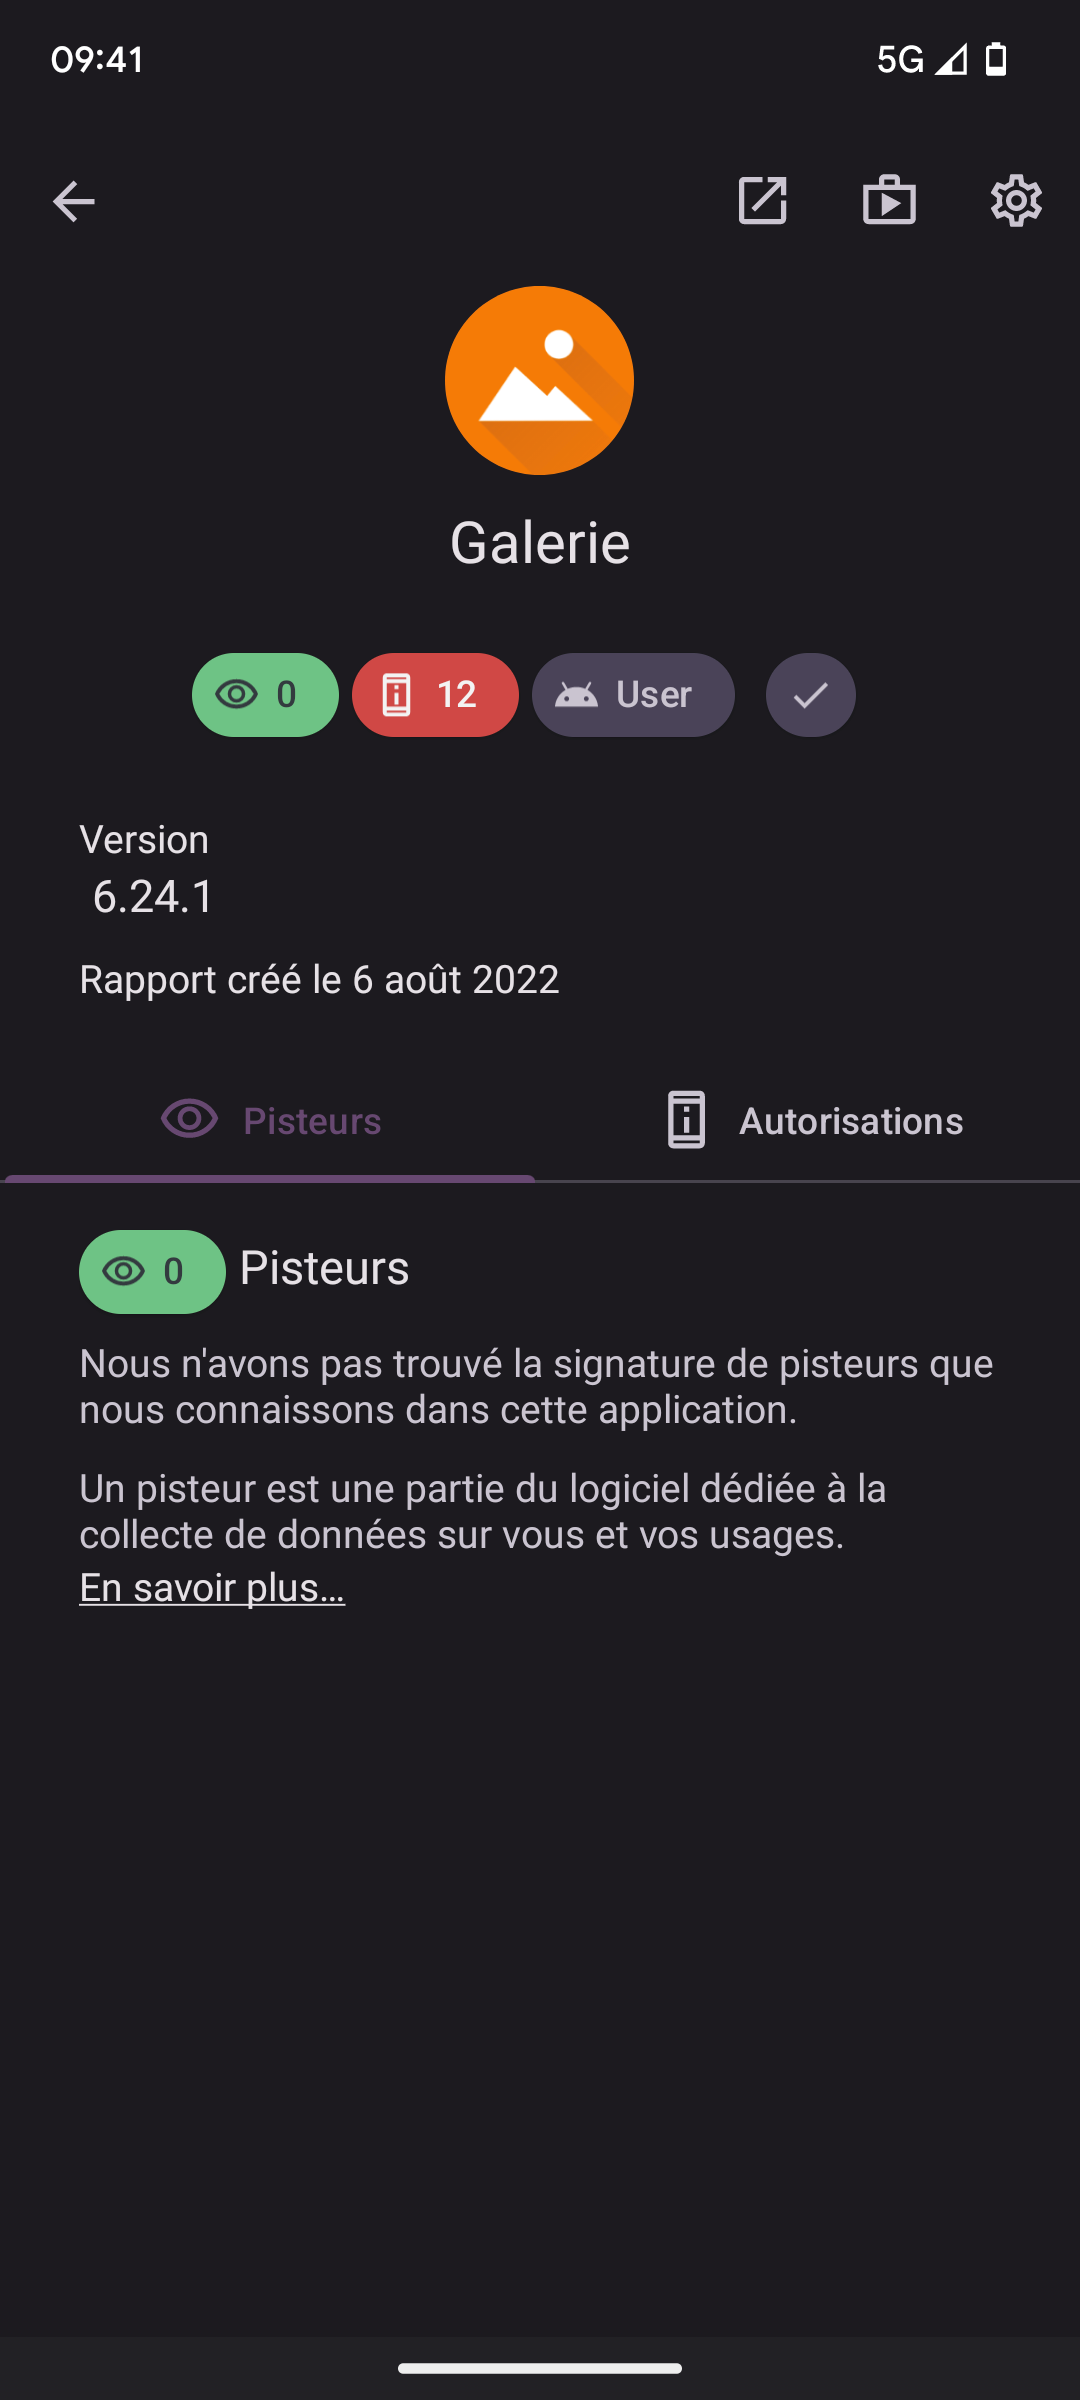 09:41
5G
Galerie
0
12
User
Version
6.24.1
Rapport créé le 6 août 2022
Pisteurs
Autorisations
0
Pisteurs
Nous n'avons pas trouvé la signature de pisteurs que
nous connaissons dans cette application.
Un pisteur est une partie du logiciel dédiée à la
collecte de données sur vous et vos usages.
En savoir plus…